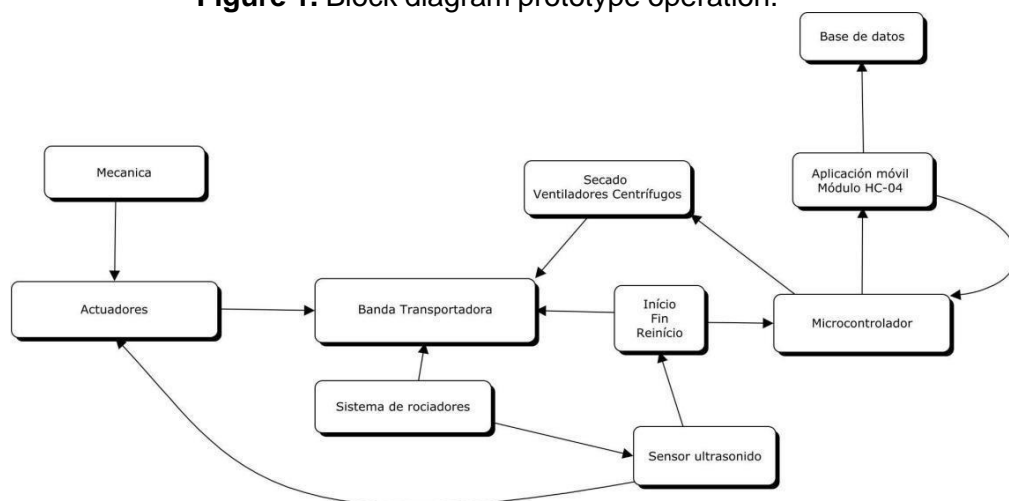 Figure 1. Block diagram prototype operation.
Base de datos
Mecanica
Secado
Ventiladores Centrífugos
Aplicación móvil
Módulo HC-04
Actuadores
Banda Transportadora
Início
Fin
Reinício
Microcontrolador
Sistema de rociadores
Sensor ultrasonido